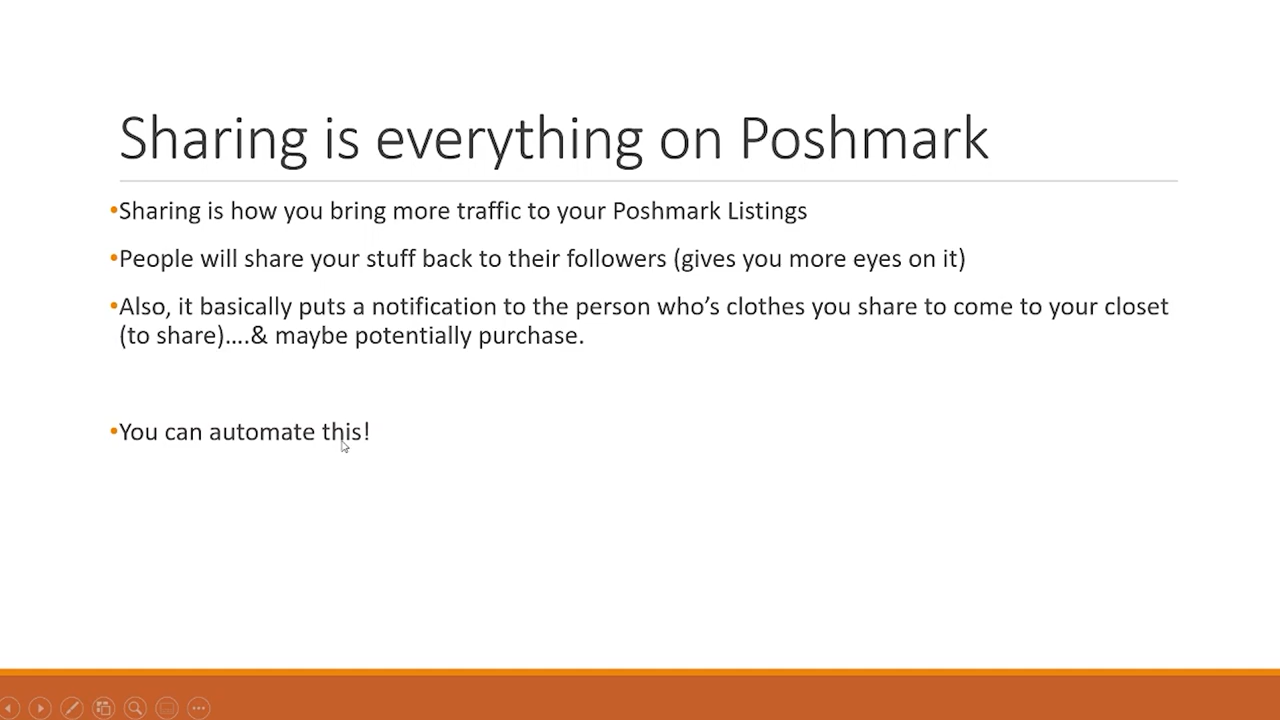 Sharing is everything on Poshmark
•Sharing is how you bring more traffic to your Poshmark Listings
•People will share your stuff back to their followers (gives you more eyes on it)
•Also, it basically puts a notification to the person who’s clothes you share to come to your closet
(to share)….& maybe potentially purchase.
•You can automate this!